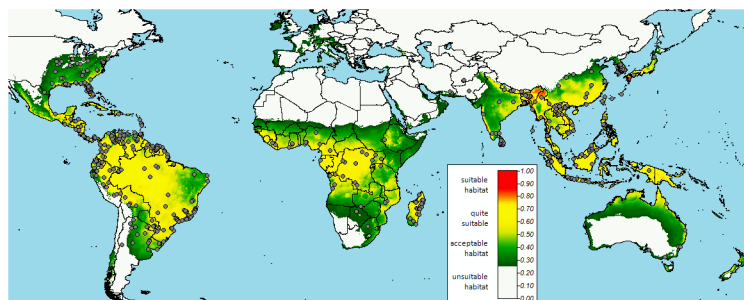 suitable
habitat
quite
suitable
acceptable
habitat
unsuitable
habitat
1.00
0.90
0.80
0.70
0.60
0.50
0.40
0.30
0.20
0.10
0.00